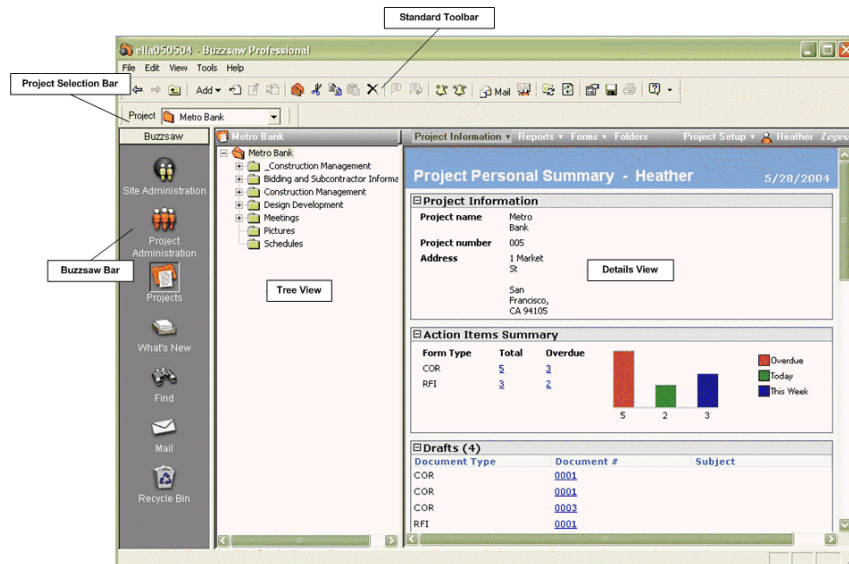 Standard Toolbar
ella050504 - Buzzsaw Professional
File Edit View Tools Help
Project Selection Bar
Add
Mail
Project Metro Bank
Buzzsaw
Metro Bank
Project Information Reports Forms Folders Project Setup Heather Logout
Site Administration
Project
Administration
Projects
What's New
Find
Mail
Recycle Bin
Buzzsaw Bar
Metro Bank
_Construction Management
Bidding and Subcontractor Informa
Construction Management
Design Development
Meetings
Pictures
Schedules
Tree View
Project Personal Summary - Heather
5/28/2004
Project Information
Project name Metro
Bank
Project number 005
Address 1 Market
St
San
Francisco,
CA 94105
Details View
Action Items Summary
Form Type Total Overdue
COR 5 3
RFI 3 2
5 2 3
Overdue
Today
This Week
Drafts (4)
Document Type Document # Subject
COR 0001
COR 0001
COR 0003
RFI 0001